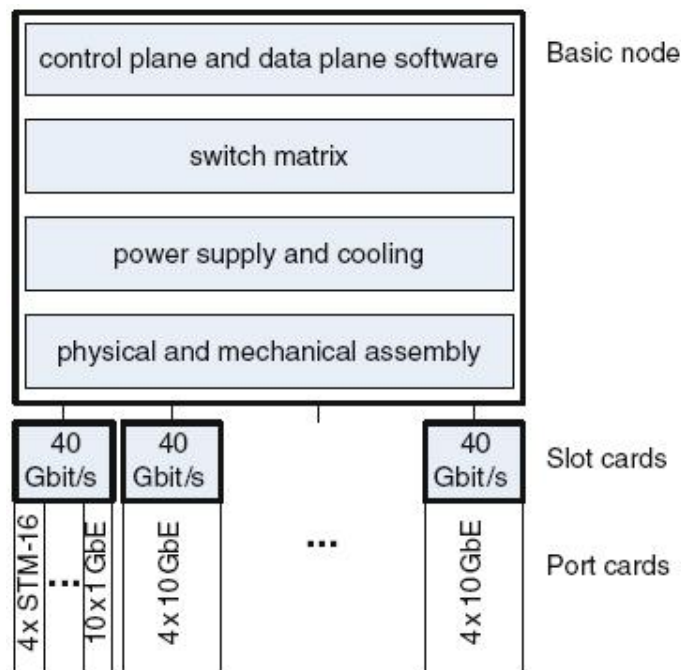 control plane and data plane software
Basic node
switch matrix
power supply and cooling
physical and mechanical assembly
40
Gbit/s
40
Gbit/s
40
Gbit/s
Slot cards
4 x STM-16
...
10 x 1 GbE
4 x 10 GbE
...
4 x 10 GbE
Port cards